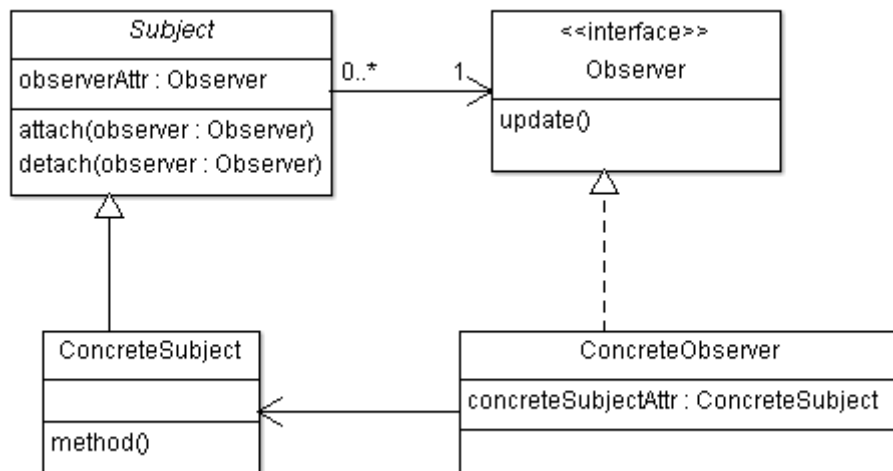 Subject
observerAttr : Observer
attach(observer : Observer)
detach(observer : Observer)
0..*
1
<<interface>>
Observer
update()
ConcreteSubject
method()
ConcreteObserver
concreteSubjectAttr : ConcreteSubject